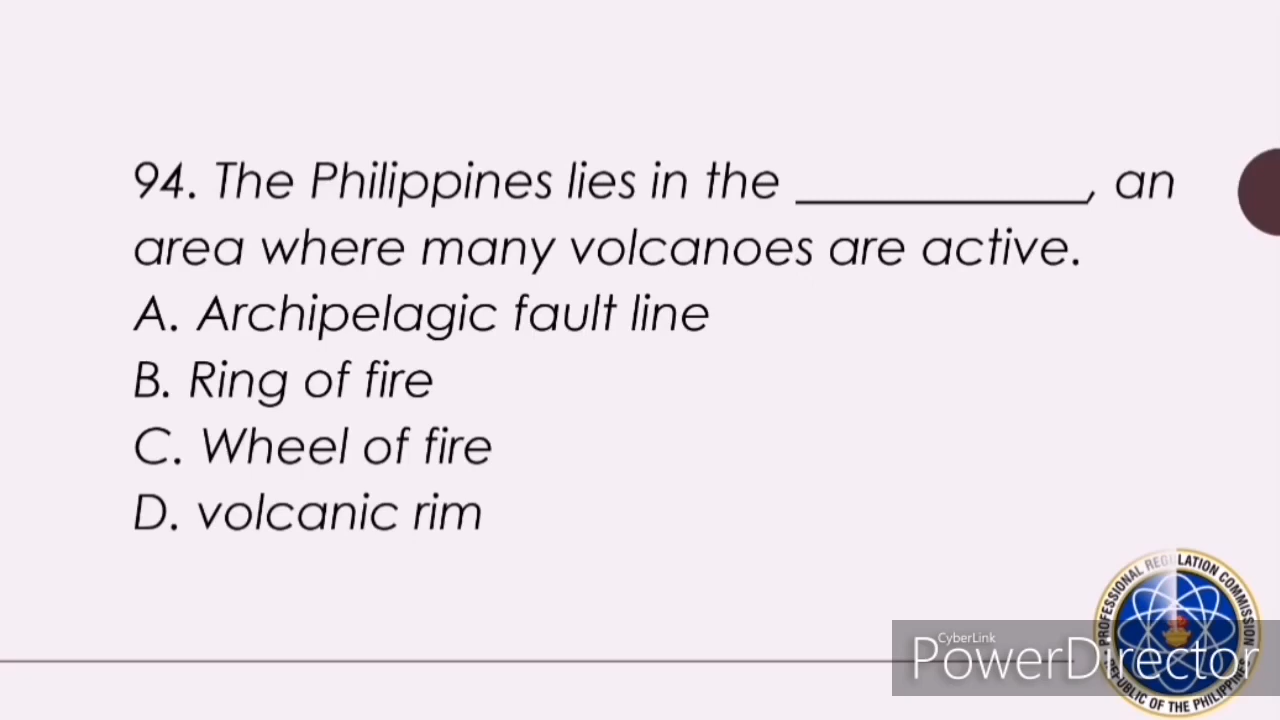 94. The Philippines lies in the ____________, an
area where many volcanoes are active.
A. Archipelagic fault line
B. Ring of fire
C. Wheel of fire
D. volcanic rim
PROFESSIONAL REGULATION COMMISSION
CyberLink
PowerDirector
REPUBLIC OF THE PHILIPPINES